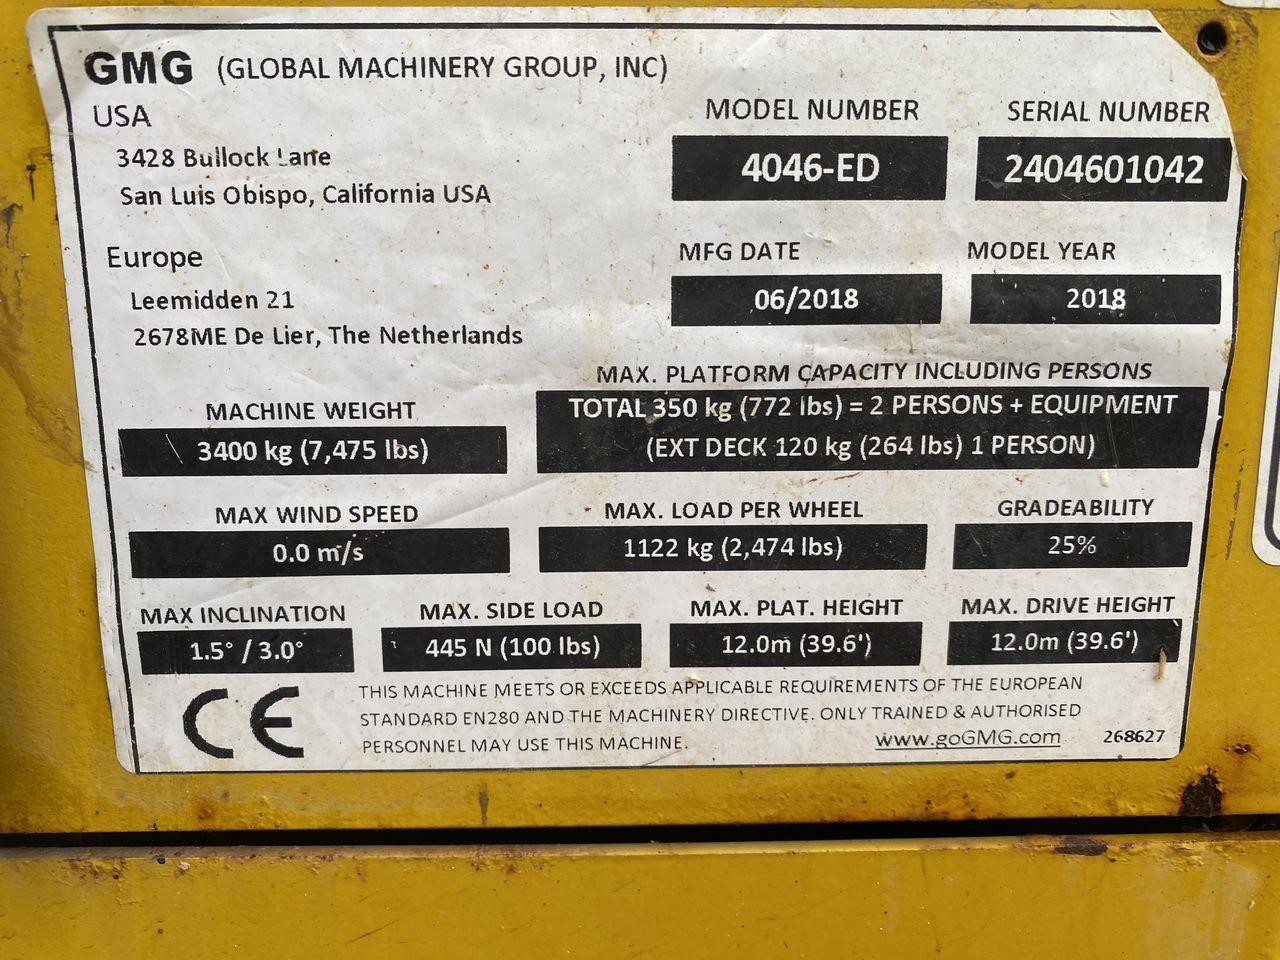 GMG (GLOBAL MACHINERY GROUP, INC)
USA
3428 Bullock Lane
San Luis Obispo, California USA
Europe
Leemidden 21
2678ME De Lier, The Netherlands
MODEL NUMBER
4046-ED
SERIAL NUMBER
2404601042
MFG DATE
06/2018
MODEL YEAR
2018
MAX. PLATFORM CAPACITY INCLUDING PERSONS
TOTAL 350 kg (772 lbs) = 2 PERSONS + EQUIPMENT
(EXT DECK 120 kg (264 lbs) 1 PERSON)
MACHINE WEIGHT
3400 kg (7,475 lbs)
MAX WIND SPEED
0.0 m/s
MAX. LOAD PER WHEEL
1122 kg (2,474 lbs)
GRADEABILITY
25%
MAX INCLINATION
1.5° / 3.0°
MAX. SIDE LOAD
445 N (100 lbs)
MAX. PLAT. HEIGHT
12.0m (39.6')
MAX. DRIVE HEIGHT
12.0m (39.6')
CE
THIS MACHINE MEETS OR EXCEEDS APPLICABLE REQUIREMENTS OF THE EUROPEAN
STANDARD EN280 AND THE MACHINERY DIRECTIVE. ONLY TRAINED & AUTHORISED
PERSONNEL MAY USE THIS MACHINE.
www.goGMG.com
268627